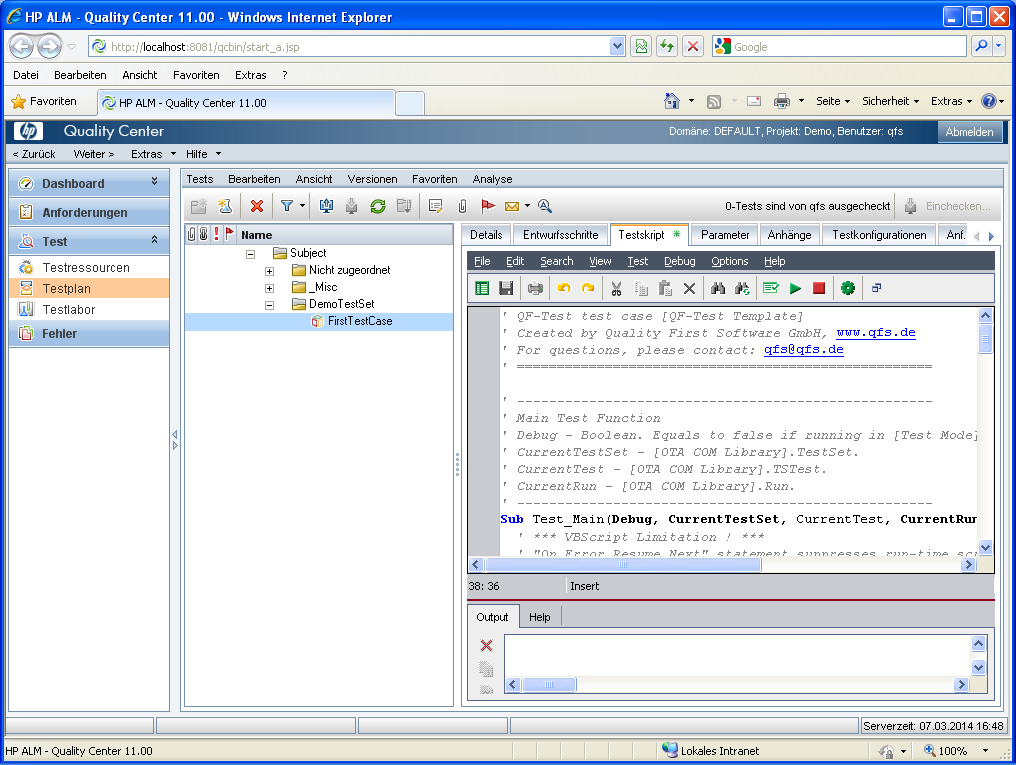 HP ALM - Quality Center 11.00 - Windows Internet Explorer
http://localhost:8081/qcbin/start_a.jsp
Google
Datei Bearbeiten Ansicht Favoriten Extras ?
Favoriten HP ALM - Quality Center 11.00 Seite Sicherheit Extras
hp Quality Center Domäne: DEFAULT, Projekt: Demo, Benutzer: qfs Abmelden
< Zurück Weiter > Extras Hilfe
Dashboard
Anforderungen
Test
Testressourcen
Testplan
Testlabor
Fehler
Tests Bearbeiten Ansicht Versionen Favoriten Analyse
0-Tests sind von qfs ausgecheckt Einchecken...
Name
Subject
Nicht zugeordnet
_Misc
DemoTestSet
FirstTestCase
Details Entwurfsschritte Testskript * Parameter Anhänge Testkonfigurationen Anf.
File Edit Search View Test Debug Options Help
' QF-Test test case [QF-Test Template]
' Created by Quality First Software GmbH, www.qfs.de
' For questions, please contact: qfs@qfs.de
' ====================================================
' ----------------------------------------------------
' Main Test Function
' Debug - Boolean. Equals to false if running in [Test Mode]
' CurrentTestSet - [OTA COM Library].TestSet.
' CurrentTest - [OTA COM Library].TSTest.
' CurrentRun - [OTA COM Library].Run.
' ----------------------------------------------------
Sub Test_Main(Debug, CurrentTestSet, CurrentTest, CurrentRun
' *** VBScript Limitation ! ***
' "On Error Resume Next" statement suppresses run-time scr
38: 36 Insert
Output Help
Serverzeit: 07.03.2014 16:48
HP ALM - Quality Center 11.00 Lokales Intranet 100%